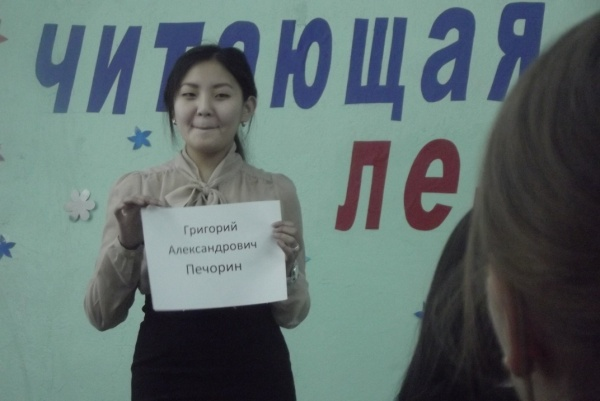 читающая
ле
Григорий
Александрович
Печорин